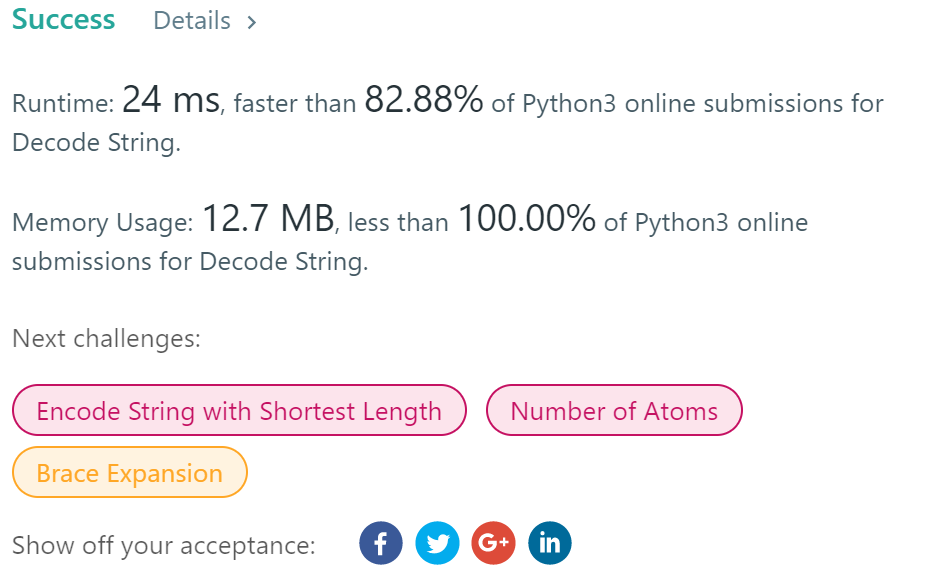 Success Details >
Runtime: 24 ms, faster than 82.88% of Python3 online submissions for
Decode String.
Memory Usage: 12.7 MB, less than 100.00% of Python3 online
submissions for Decode String.
Next challenges:
Encode String with Shortest Length Number of Atoms
Brace Expansion
Show off your acceptance: f G+ in